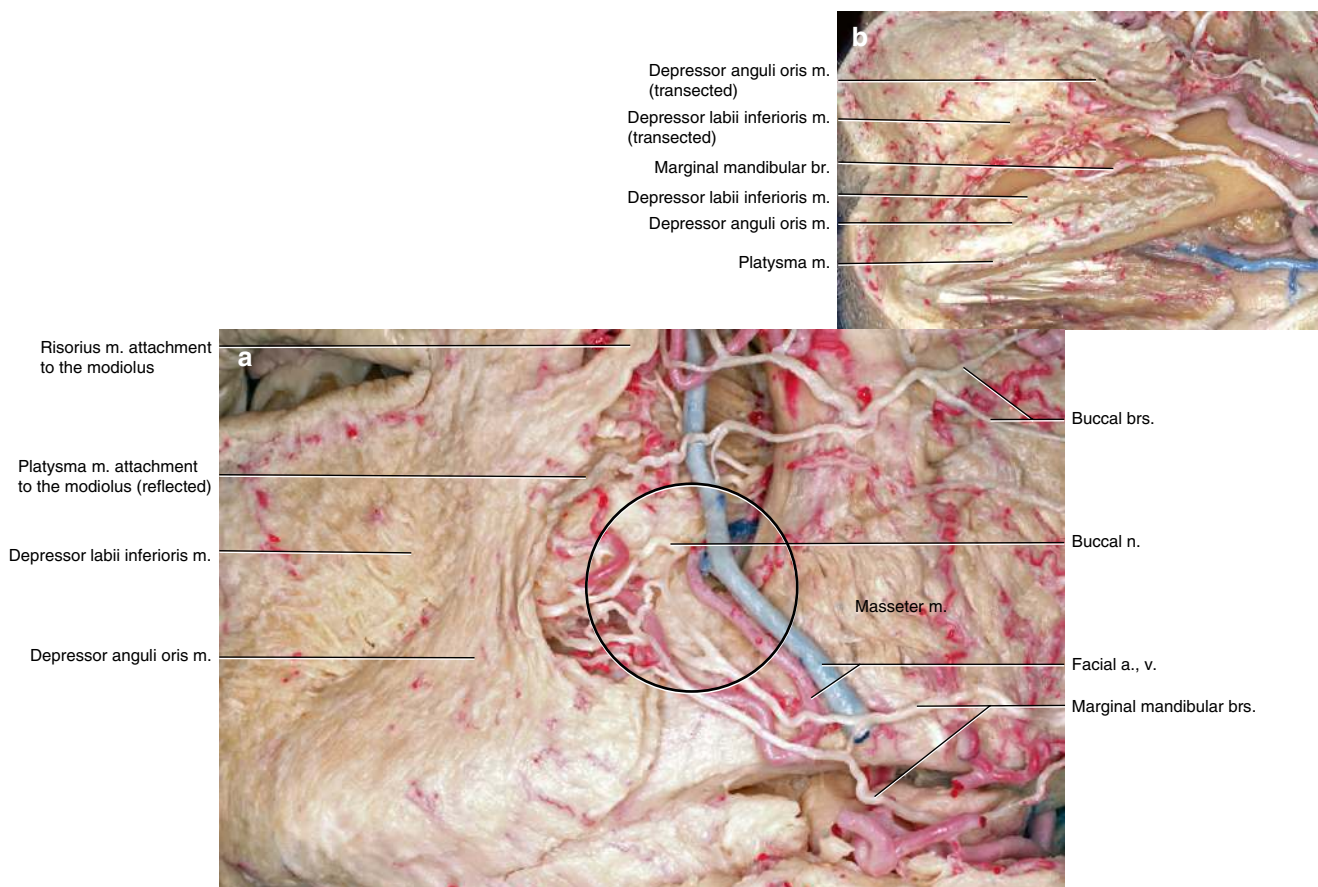 b
Depressor anguli oris m.
(transected)
Depressor labii inferioris m.
(transected)
Marginal mandibular br.
Depressor labii inferioris m.
Depressor anguli oris m.
Platysma m.
a
Risorius m. attachment
to the modiolus
Platysma m. attachment
to the modiolus (reflected)
Depressor labii inferioris m.
Depressor anguli oris m.
Buccal brs.
Buccal n.
Masseter m.
Facial a., v.
Marginal mandibular brs.